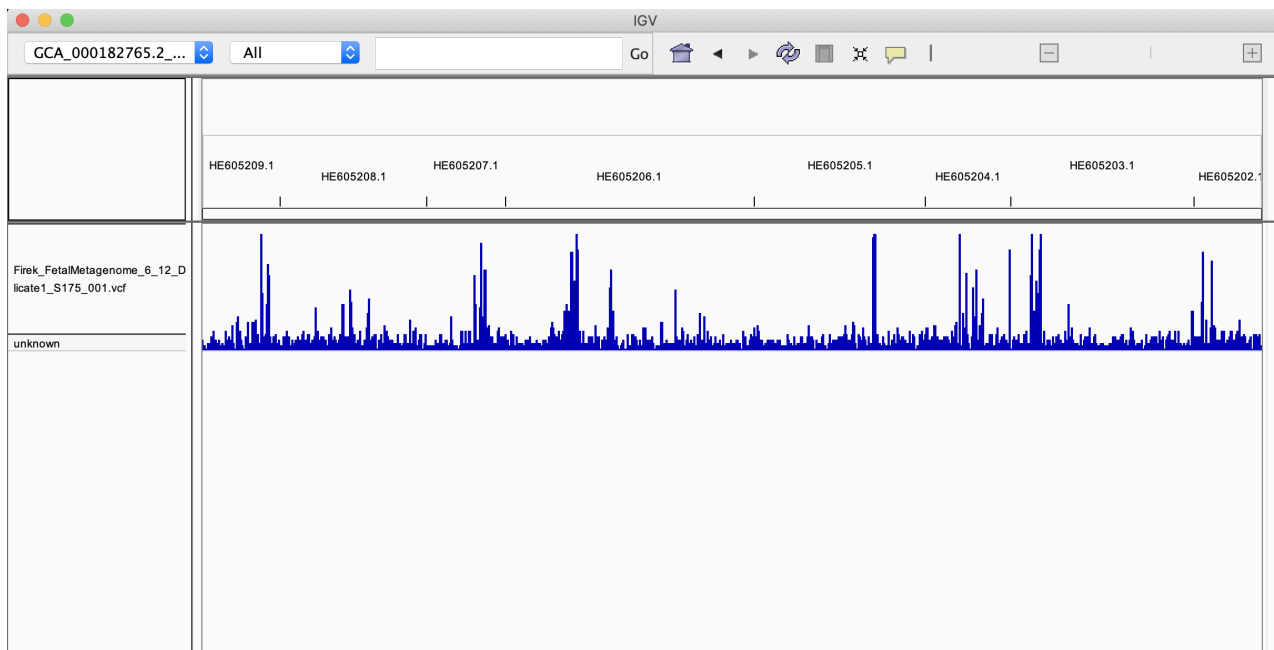 IGV
GCA_000182765.2_... All Go
HE605209.1 HE605208.1 HE605207.1 HE605206.1 HE605205.1 HE605204.1 HE605203.1 HE605202.1
Firek_FetalMetagenome_6_12_D
licate1_S175_001.vcf
unknown